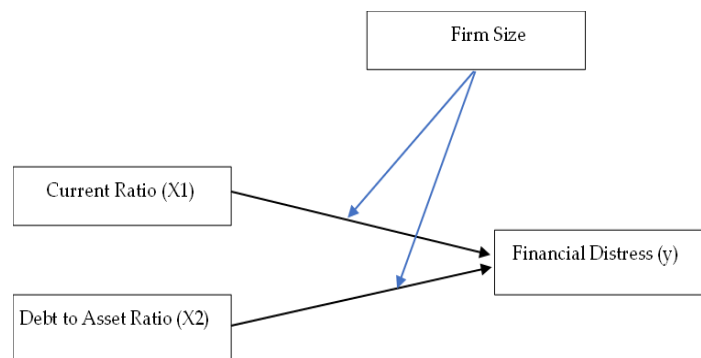 Firm Size
Current Ratio (X1)
Financial Distress (y)
Debt to Asset Ratio (X2)